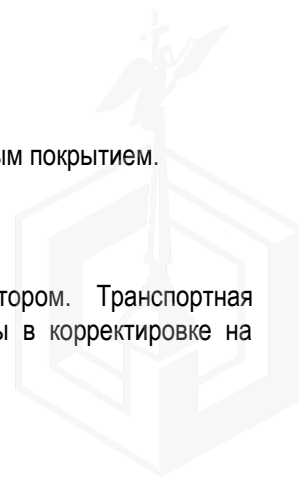 ым покрытием.
тором. Транспортная
ы в корректировке на